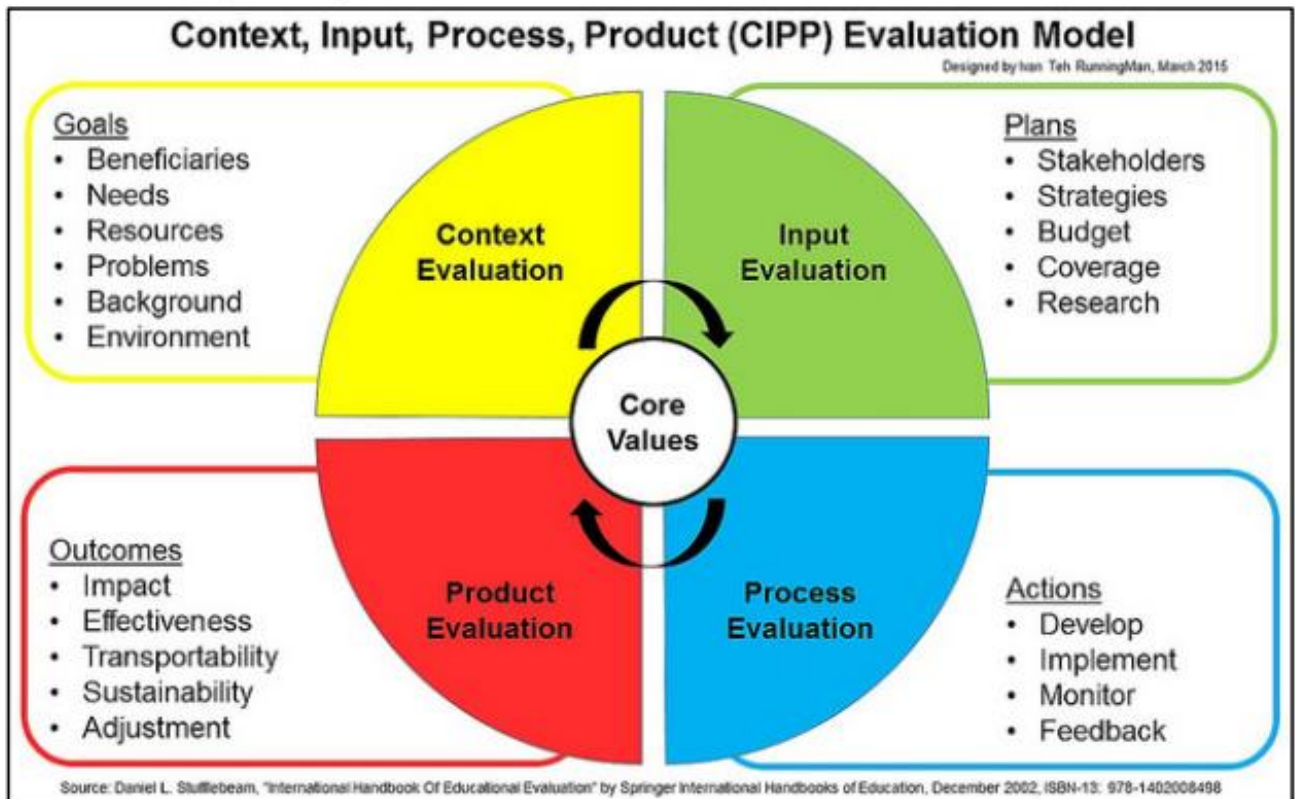 Context, Input, Process, Product (CIPP) Evaluation Model
Designed by Ivan Teh RunningMan, March 2015
Goals
• Beneficiaries
• Needs
• Resources
• Problems
• Background
• Environment
Context
Evaluation
Input
Evaluation
Plans
• Stakeholders
• Strategies
• Budget
• Coverage
• Research
Core
Values
Outcomes
• Impact
• Effectiveness
• Transportability
• Sustainability
• Adjustment
Product
Evaluation
Process
Evaluation
Actions
• Develop
• Implement
• Monitor
• Feedback
Source: Daniel L. Stufflebeam, "International Handbook Of Educational Evaluation" by Springer International Handbooks of Education, December 2002, ISBN-13: 978-1402008498